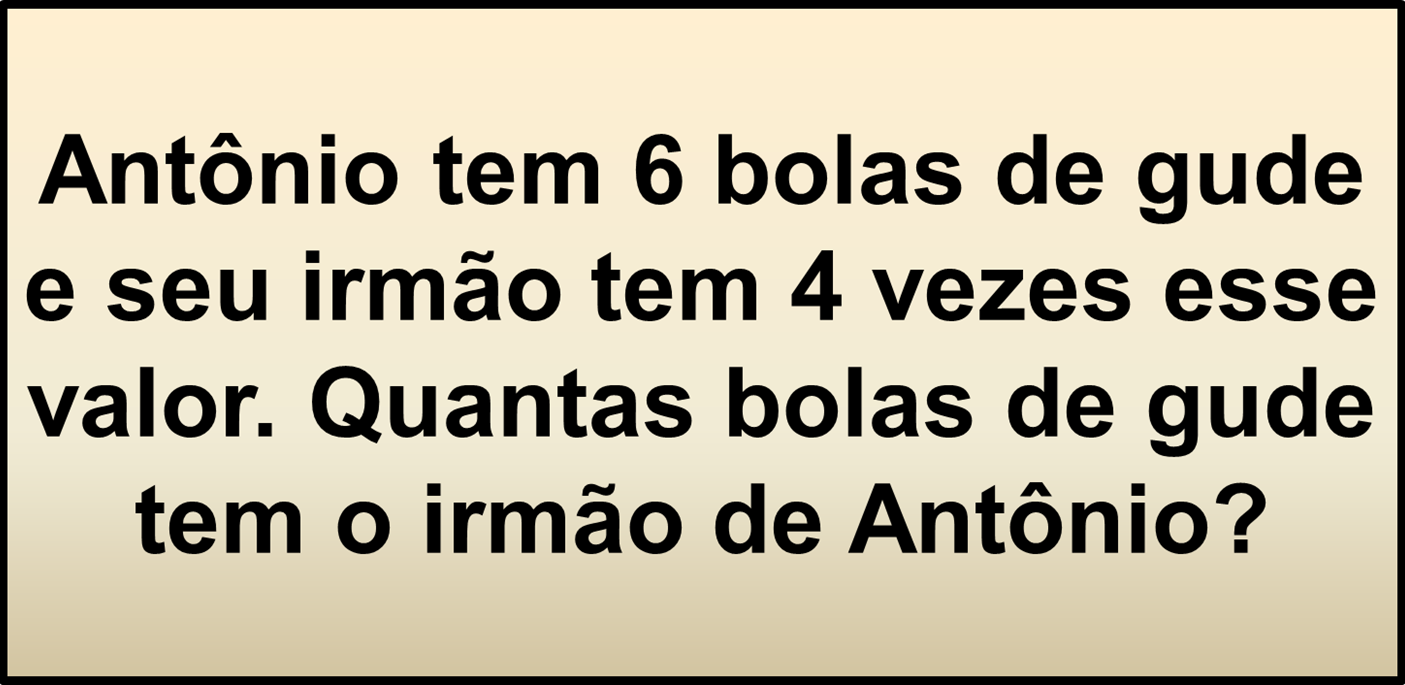 Antônio tem 6 bolas de gude
e seu irmão tem 4 vezes esse
valor. Quantas bolas de gude
tem o irmão de Antônio?